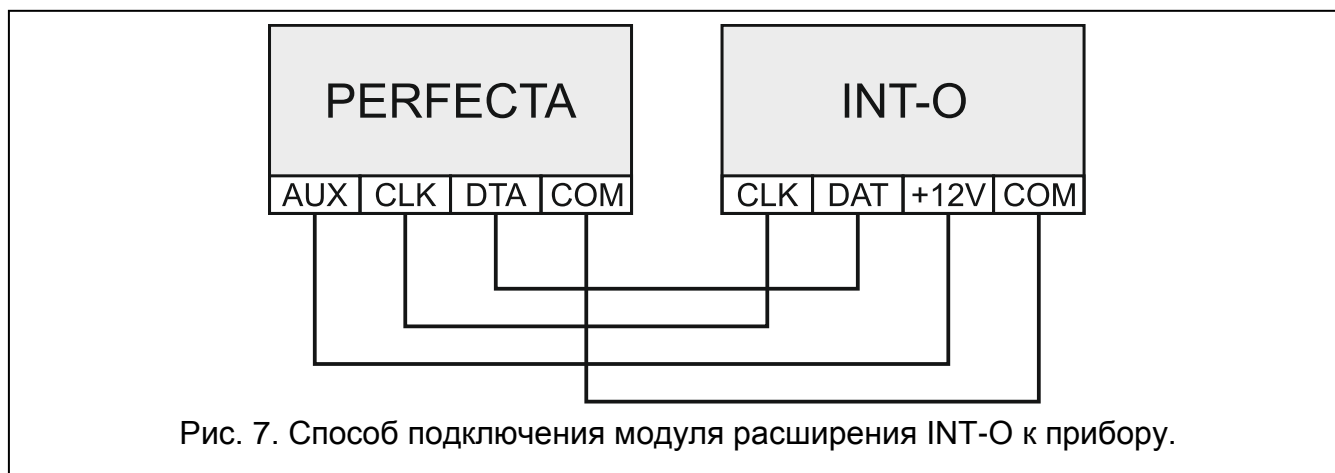 PERFECTA INT-O
AUX CLK DTA COM CLK DAT +12V COM
Рис. 7. Способ подключения модуля расширения INT-O к прибору.